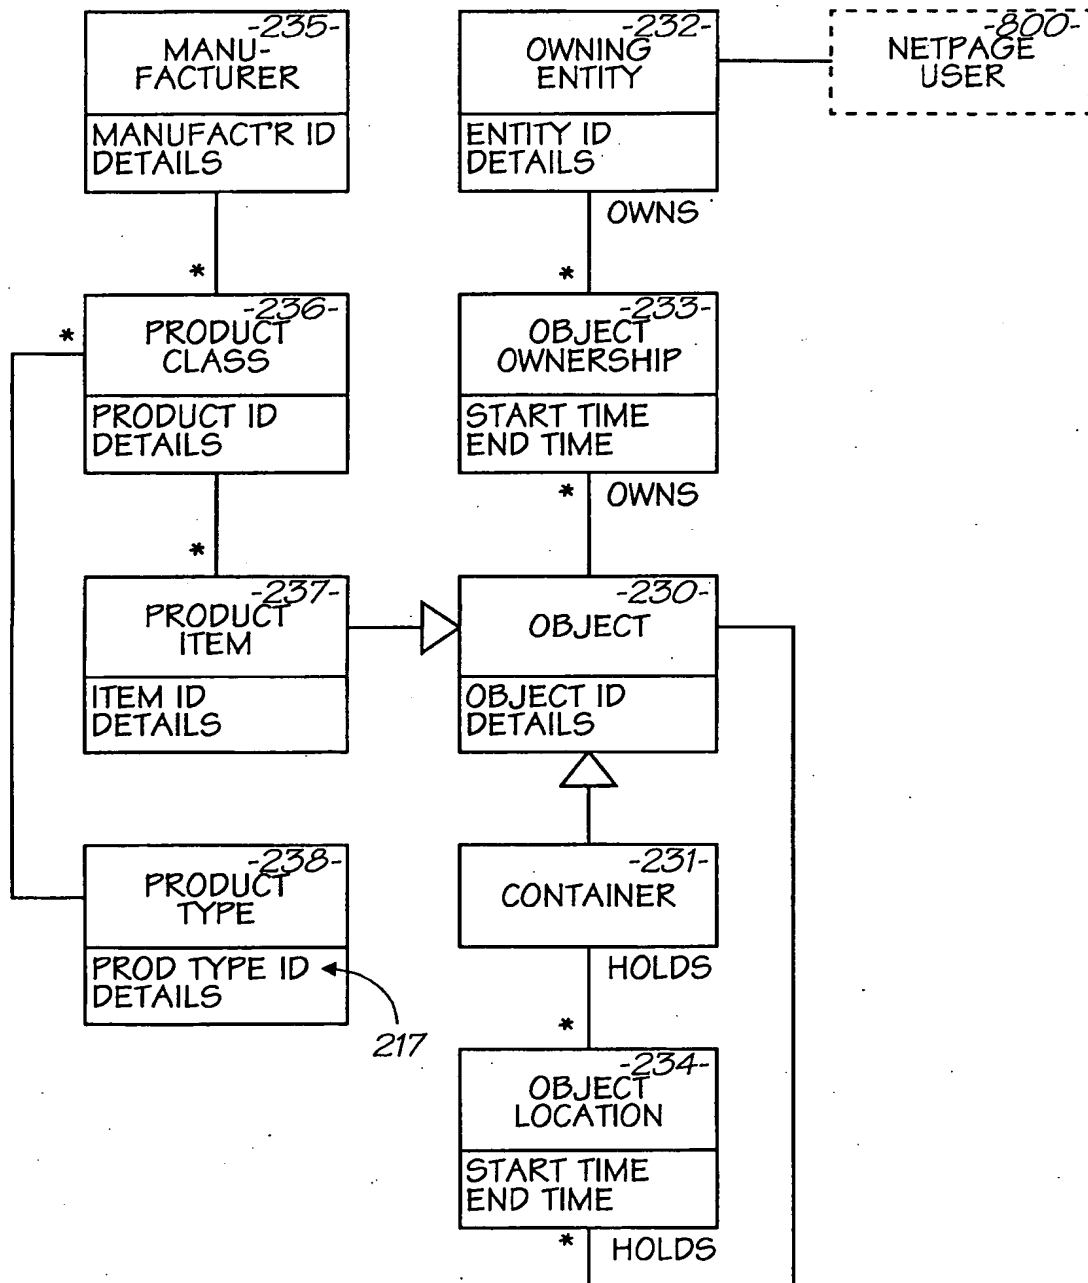 -235-
MANU-
FACTURER
MANUFACT'R ID
DETAILS
-232-
OWNING
ENTITY
ENTITY ID
DETAILS
-800-
NETPAGE
USER
OWNS
*
*
-236-
PRODUCT
CLASS
PRODUCT ID
DETAILS
*
-233-
OBJECT
OWNERSHIP
START TIME
END TIME
* OWNS
*
-237-
PRODUCT
ITEM
ITEM ID
DETAILS
-230-
OBJECT
OBJECT ID
DETAILS
-238-
PRODUCT
TYPE
PROD TYPE ID
DETAILS
217
-231-
CONTAINER
HOLDS
*
-234-
OBJECT
LOCATION
START TIME
END TIME
* HOLDS